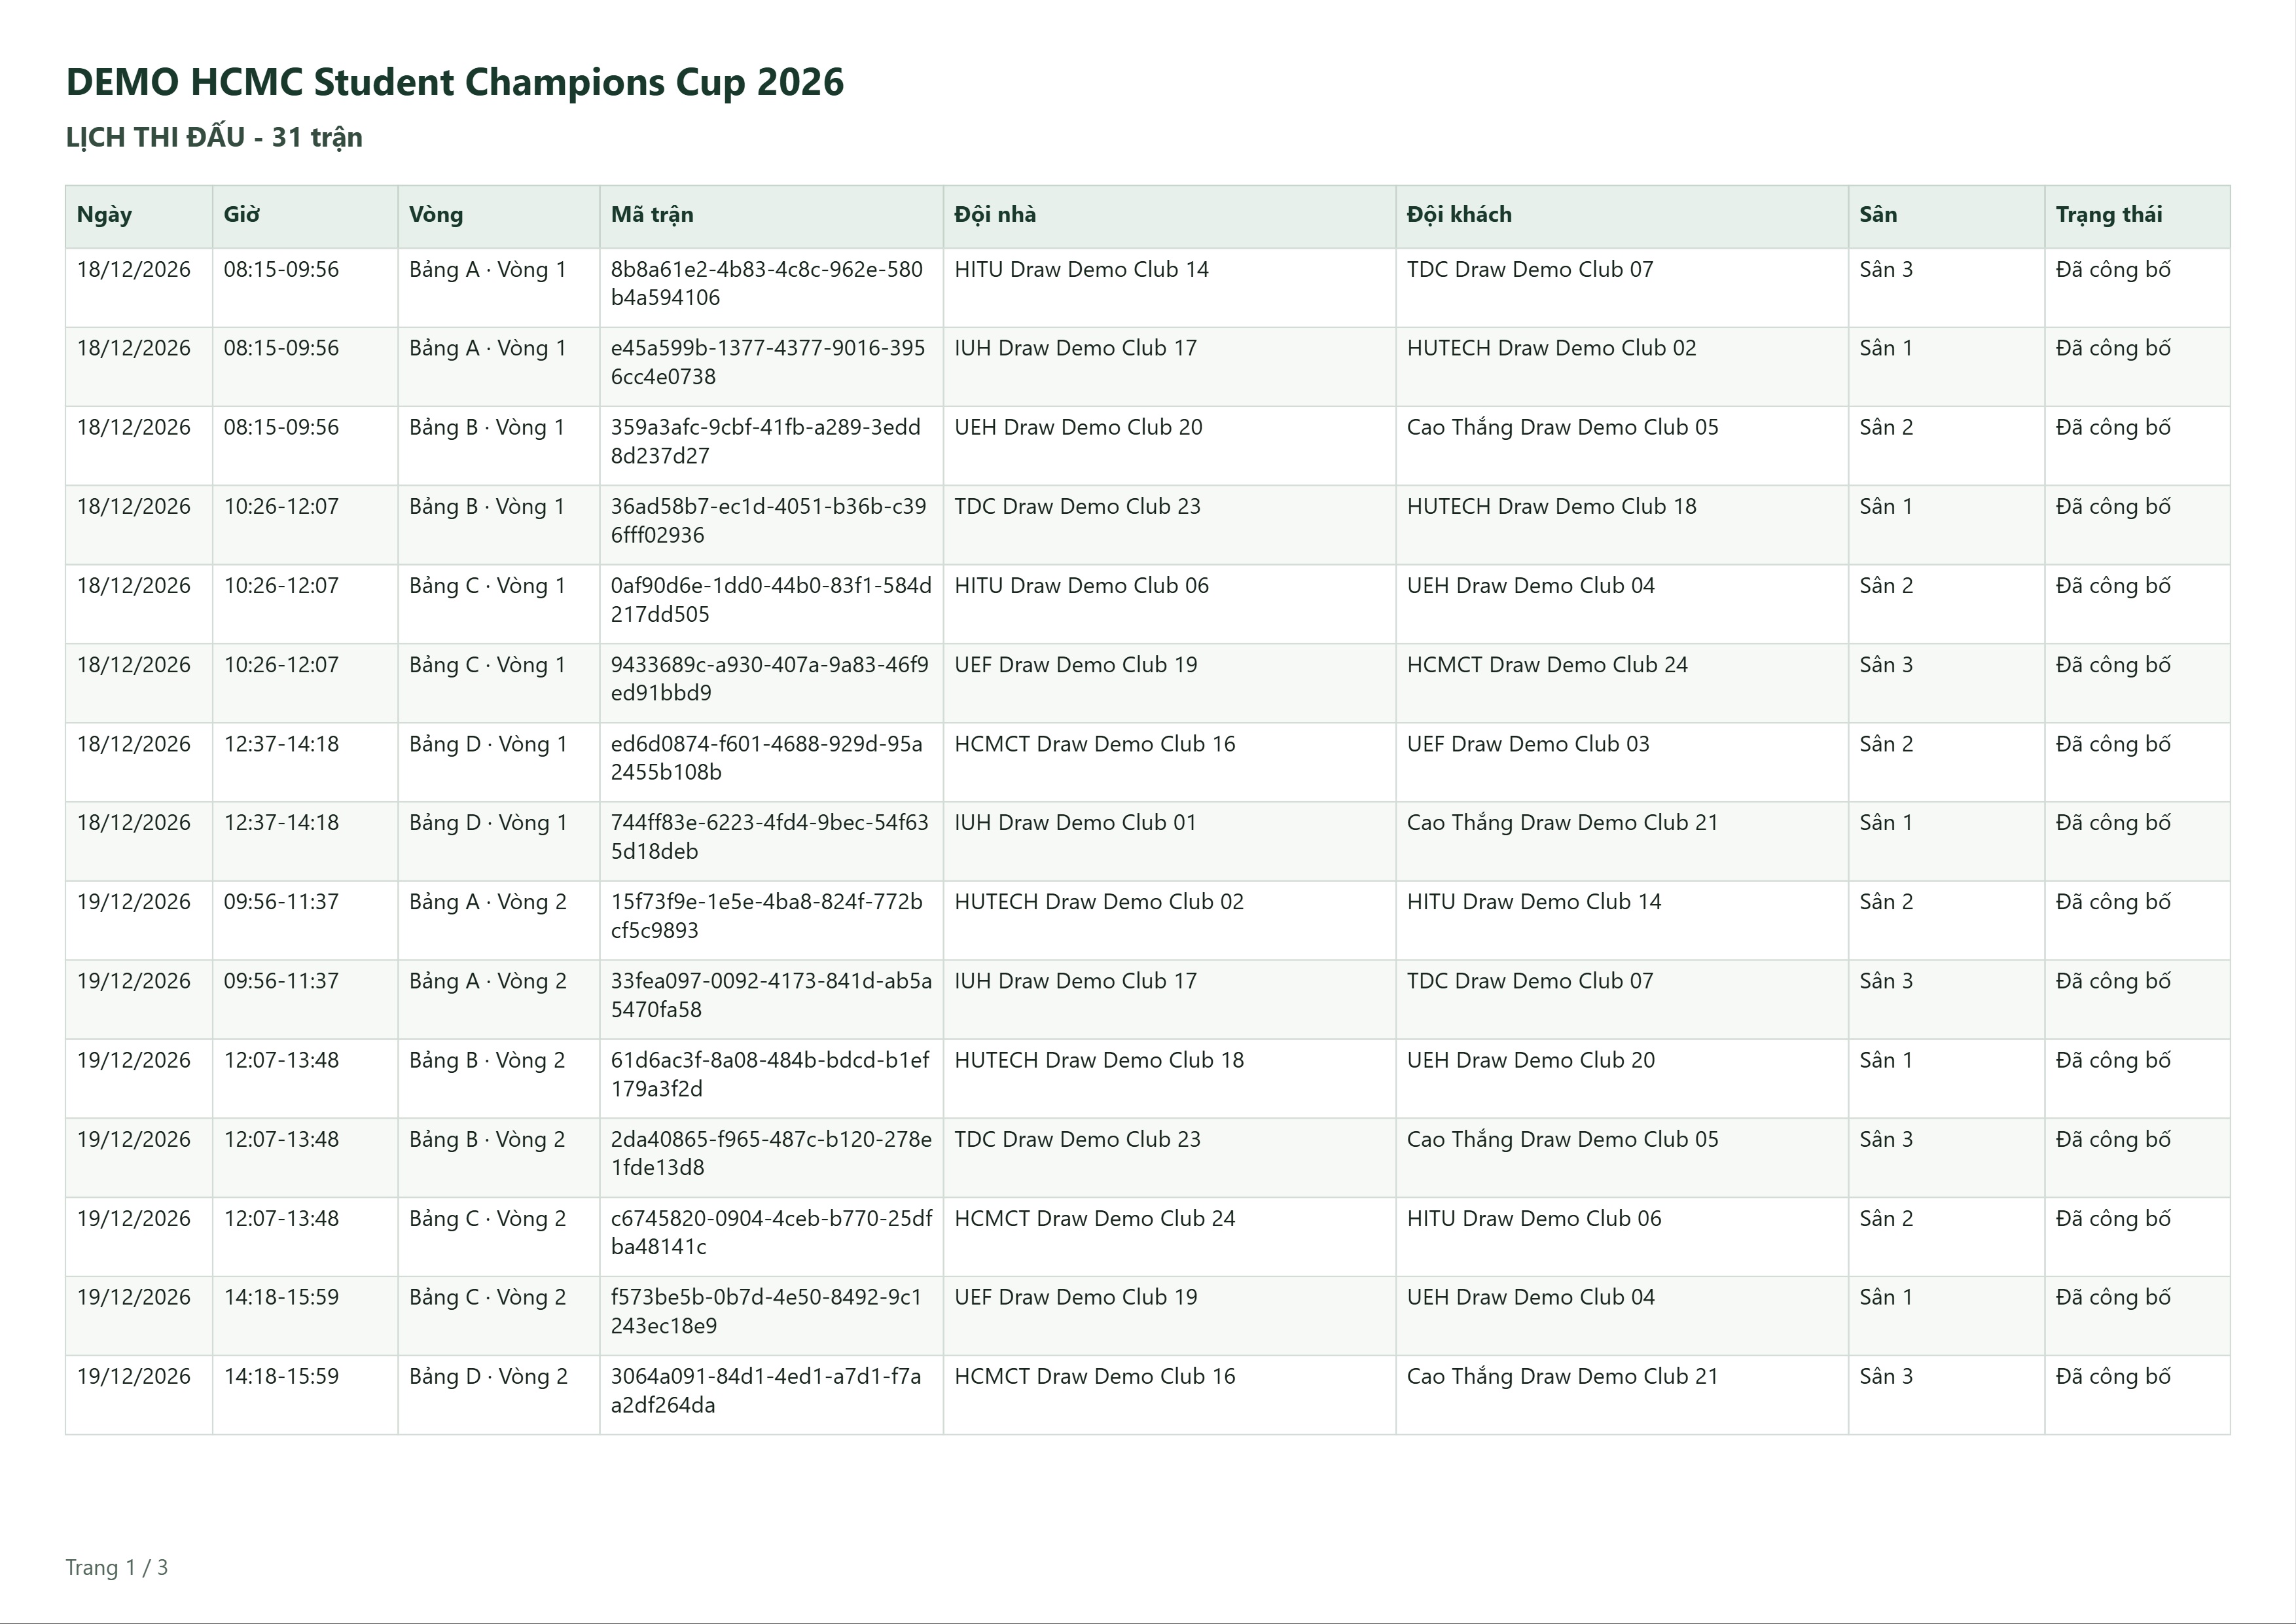 DEMO HCMC Student Champions Cup 2026
LỊCH THI ĐẤU - 31 trận
Ngày Giờ Vòng Mã trận Đội nhà Đội khách Sân Trạng thái
18/12/2026 08:15-09:56 Bảng A · Vòng 1 8b8a61e2-4b83-4c8c-962e-580 HITU Draw Demo Club 14 TDC Draw Demo Club 07 Sân 3 Đã công bố
b4a594106
18/12/2026 08:15-09:56 Bảng A · Vòng 1 e45a599b-1377-4377-9016-395 IUH Draw Demo Club 17 HUTECH Draw Demo Club 02 Sân 1 Đã công bố
6cc4e0738
18/12/2026 08:15-09:56 Bảng B · Vòng 1 359a3afc-9cbf-41fb-a289-3edd UEH Draw Demo Club 20 Cao Thắng Draw Demo Club 05 Sân 2 Đã công bố
8d237d27
18/12/2026 10:26-12:07 Bảng B · Vòng 1 36ad58b7-ec1d-4051-b36b-c39 TDC Draw Demo Club 23 HUTECH Draw Demo Club 18 Sân 1 Đã công bố
6fff02936
18/12/2026 10:26-12:07 Bảng C · Vòng 1 0af90d6e-1dd0-44b0-83f1-584d HITU Draw Demo Club 06 UEH Draw Demo Club 04 Sân 2 Đã công bố
217dd505
18/12/2026 10:26-12:07 Bảng C · Vòng 1 9433689c-a930-407a-9a83-46f9 UEF Draw Demo Club 19 HCMCT Draw Demo Club 24 Sân 3 Đã công bố
ed91bbd9
18/12/2026 12:37-14:18 Bảng D · Vòng 1 ed6d0874-f601-4688-929d-95a HCMCT Draw Demo Club 16 UEF Draw Demo Club 03 Sân 2 Đã công bố
2455b108b
18/12/2026 12:37-14:18 Bảng D · Vòng 1 744ff83e-6223-4fd4-9bec-54f63 IUH Draw Demo Club 01 Cao Thắng Draw Demo Club 21 Sân 1 Đã công bố
5d18deb
19/12/2026 09:56-11:37 Bảng A · Vòng 2 15f73f9e-1e5e-4ba8-824f-772b HUTECH Draw Demo Club 02 HITU Draw Demo Club 14 Sân 2 Đã công bố
cf5c9893
19/12/2026 09:56-11:37 Bảng A · Vòng 2 33fea097-0092-4173-841d-ab5a IUH Draw Demo Club 17 TDC Draw Demo Club 07 Sân 3 Đã công bố
5470fa58
19/12/2026 12:07-13:48 Bảng B · Vòng 2 61d6ac3f-8a08-484b-bdcd-b1ef HUTECH Draw Demo Club 18 UEH Draw Demo Club 20 Sân 1 Đã công bố
179a3f2d
19/12/2026 12:07-13:48 Bảng B · Vòng 2 2da40865-f965-487c-b120-278e TDC Draw Demo Club 23 Cao Thắng Draw Demo Club 05 Sân 3 Đã công bố
1fde13d8
19/12/2026 12:07-13:48 Bảng C · Vòng 2 c6745820-0904-4ceb-b770-25df HCMCT Draw Demo Club 24 HITU Draw Demo Club 06 Sân 2 Đã công bố
ba48141c
19/12/2026 14:18-15:59 Bảng C · Vòng 2 f573be5b-0b7d-4e50-8492-9c1 UEF Draw Demo Club 19 UEH Draw Demo Club 04 Sân 1 Đã công bố
243ec18e9
19/12/2026 14:18-15:59 Bảng D · Vòng 2 3064a091-84d1-4ed1-a7d1-f7a HCMCT Draw Demo Club 16 Cao Thắng Draw Demo Club 21 Sân 3 Đã công bố
a2df264da
Trang 1 / 3